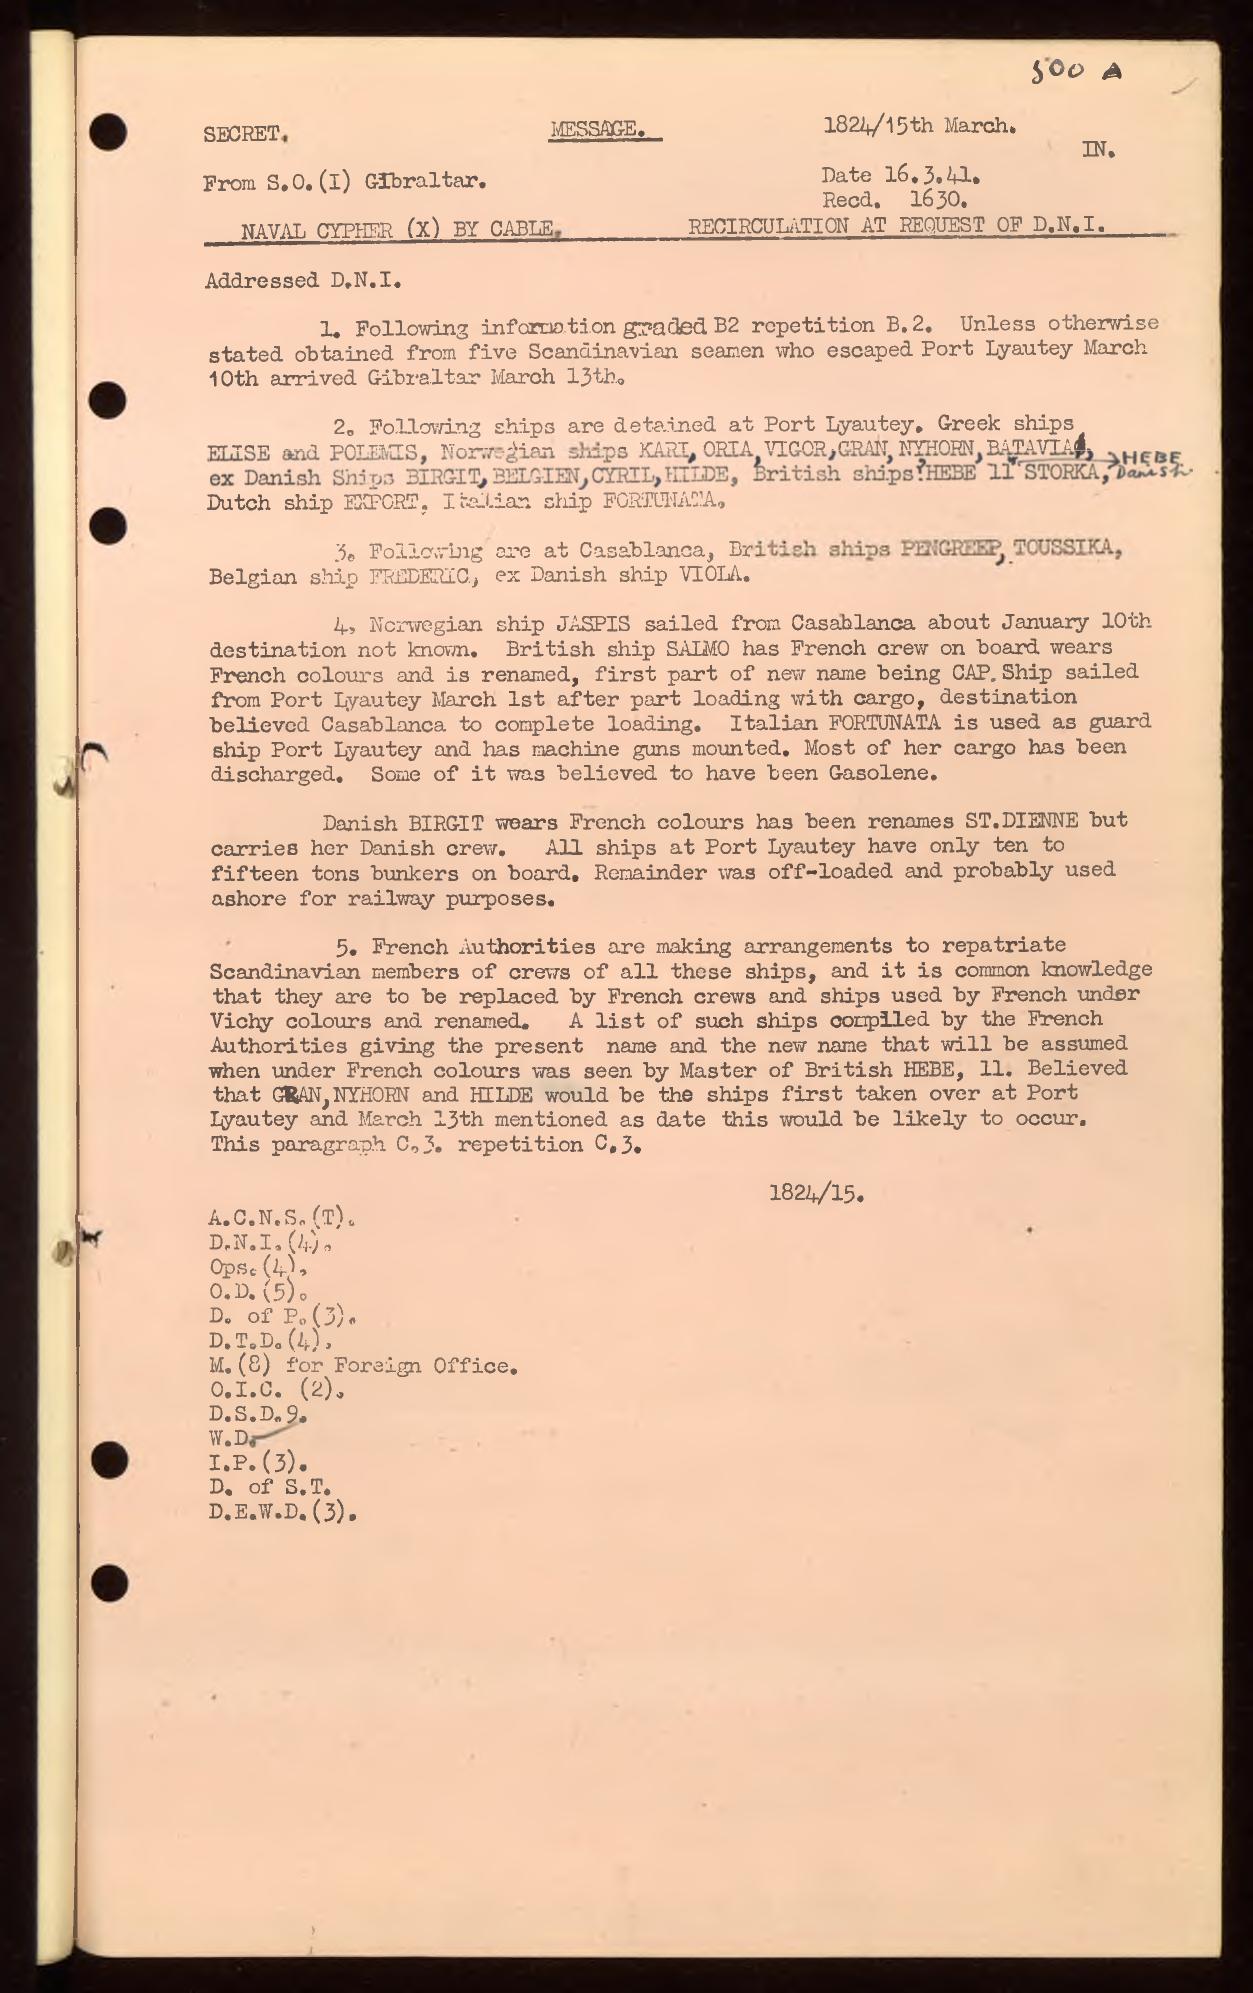 500 A
SECRET. MESSAGE. 1824/15th March.
IN.
From S.O.(I) Gibraltar. Date 16.3.41.
Recd. 1630.
NAVAL CYPHER (X) BY CABLE. RECIRCULATION AT REQUEST OF D.N.I.
Addressed D.N.I.
1. Following information graded B2 repetition B.2. Unless otherwise
stated obtained from five Scandinavian seamen who escaped Port Lyautey March
10th arrived Gibraltar March 13th.
2. Following ships are detained at Port Lyautey. Greek ships
ELISE and POLEMIS, Norwegian ships KARI, ORIA, VIGOR, GRAN, NYHORN, BATAVIA,
ex Danish Ships BIRGIT, BELGIEN, CYRIL, HILDE, British ships ?HEBE 11 STORKA, HEBE Danish
Dutch ship EXPORT, Italian ship FORTUNATA.
3. Following are at Casablanca, British ships PENGREEP, TOUSSIKA,
Belgian ship FREDERIC, ex Danish ship VIOLA.
4, Norwegian ship JASPIS sailed from Casablanca about January 10th
destination not known. British ship SALMO has French crew on board wears
French colours and is renamed, first part of new name being CAP. Ship sailed
from Port Lyautey March 1st after part loading with cargo, destination
believed Casablanca to complete loading. Italian FORTUNATA is used as guard
ship Port Lyautey and has machine guns mounted. Most of her cargo has been
discharged. Some of it was believed to have been Gasolene.
Danish BIRGIT wears French colours has been renames ST.DIENNE but
carries her Danish crew. All ships at Port Lyautey have only ten to
fifteen tons bunkers on board. Remainder was off-loaded and probably used
ashore for railway purposes.
5. French Authorities are making arrangements to repatriate
Scandinavian members of crews of all these ships, and it is common knowledge
that they are to be replaced by French crews and ships used by French under
Vichy colours and renamed. A list of such ships compiled by the French
Authorities giving the present name and the new name that will be assumed
when under French colours was seen by Master of British HEBE, 11. Believed
that GRAN, NYHORN and HILDE would be the ships first taken over at Port
Lyautey and March 13th mentioned as date this would be likely to occur.
This paragraph C.3. repetition C.3.
1824/15.
A.C.N.S.(T).
D.N.I.(4).
Ops.(4).
O.D.(5).
D. of P.(3).
D.T.D.(4).
M.(8) for Foreign Office.
O.I.C. (2).
D.S.D.9.
W.D.
I.P.(3).
D. of S.T.
D.E.W.D.(3).